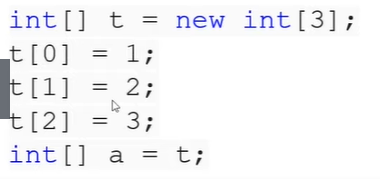 int[] t = new int[3];
t[0] = 1;
t[1] = 2;
t[2] = 3;
int[] a = t;